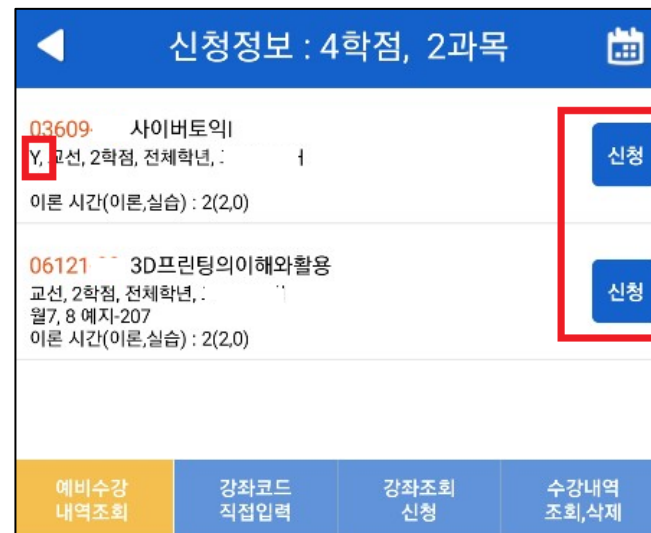 신청정보 : 4학점, 2과목
03609- 사이버토익I
Y, 교선, 2학점, 전체학년,
신청
이론 시간(이론,실습) : 2(2,0)
06121 3D프린팅의이해와활용
교선, 2학점, 전체학년,
신청
월7, 8 예지-207
이론 시간(이론,실습) : 2(2,0)
예비수강 내역조회
강좌코드 직접입력
강좌조회 신청
수강내역 조회,삭제